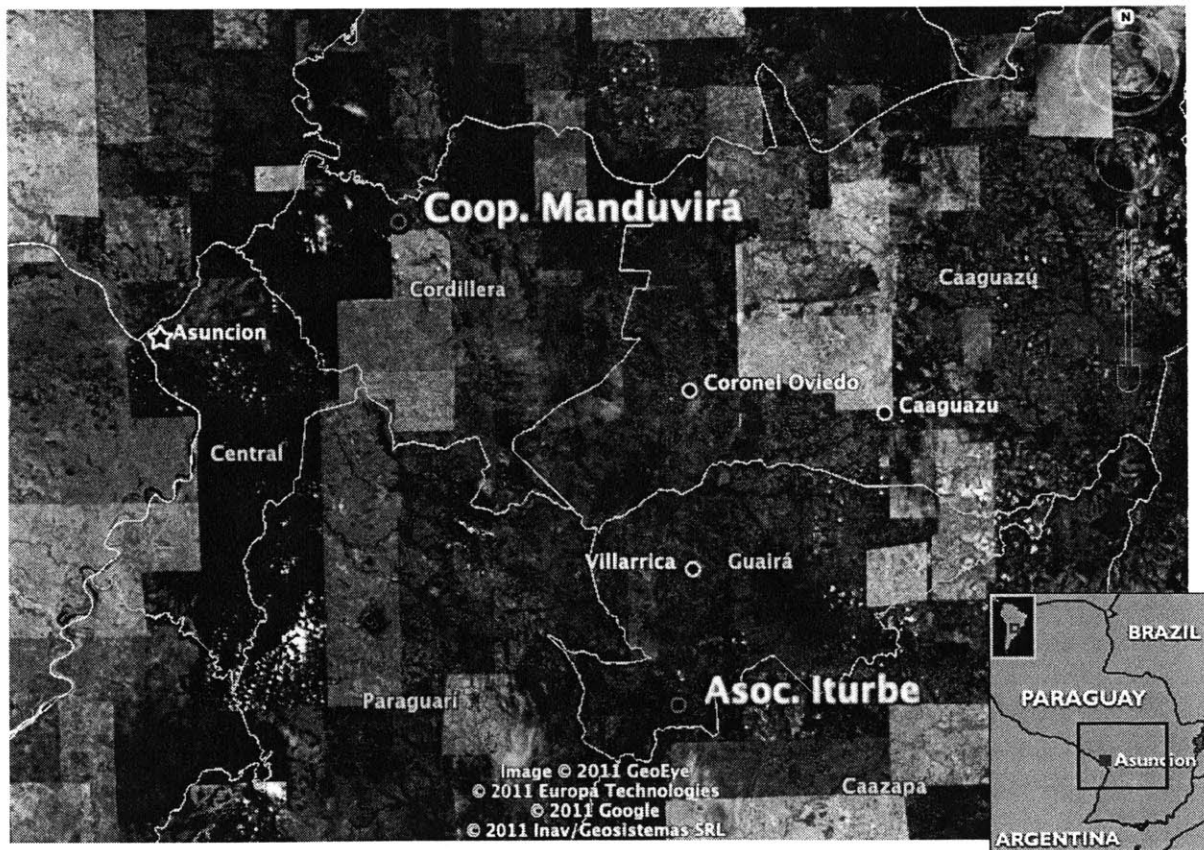 N
Coop. Manduvirá
Cordillera
Caaguazú
Asuncion
Coronel Oviedo
Caaguazu
Central
Villarrica
Guairá
Paraguarí
Asoc. Iturbe
Caazapa
Image © 2011 GeoEye
© 2011 Europa Technologies
© 2011 Google
© 2011 Inav/Geosistemas SRL
BRAZIL
PARAGUAY
Asuncion
ARGENTINA